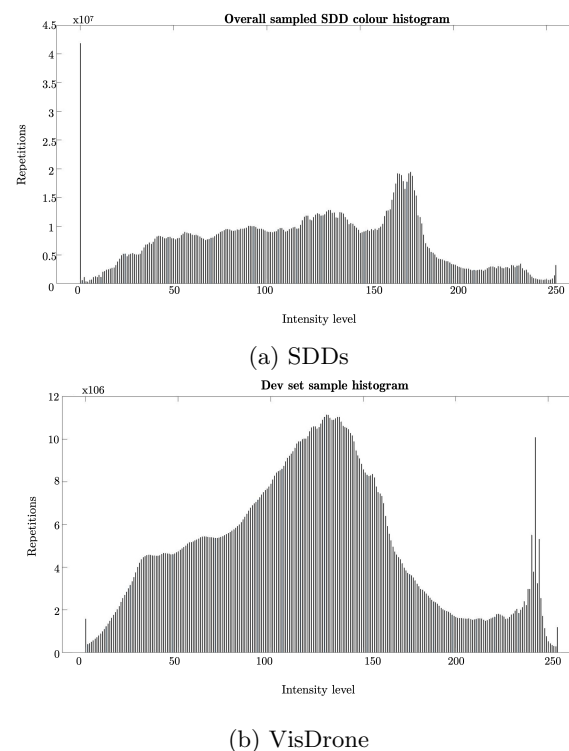 Overall sampled SDD colour histogram
x10⁷
4.5
4
3.5
3
2.5
2
1.5
1
0.5
0
Repetitions
0 50 100 150 200 250
Intensity level
(a) SDDs
Dev set sample histogram
x106
12
10
8
6
4
2
0
Repetitions
0 50 100 150 200 250
Intensity level
(b) VisDrone